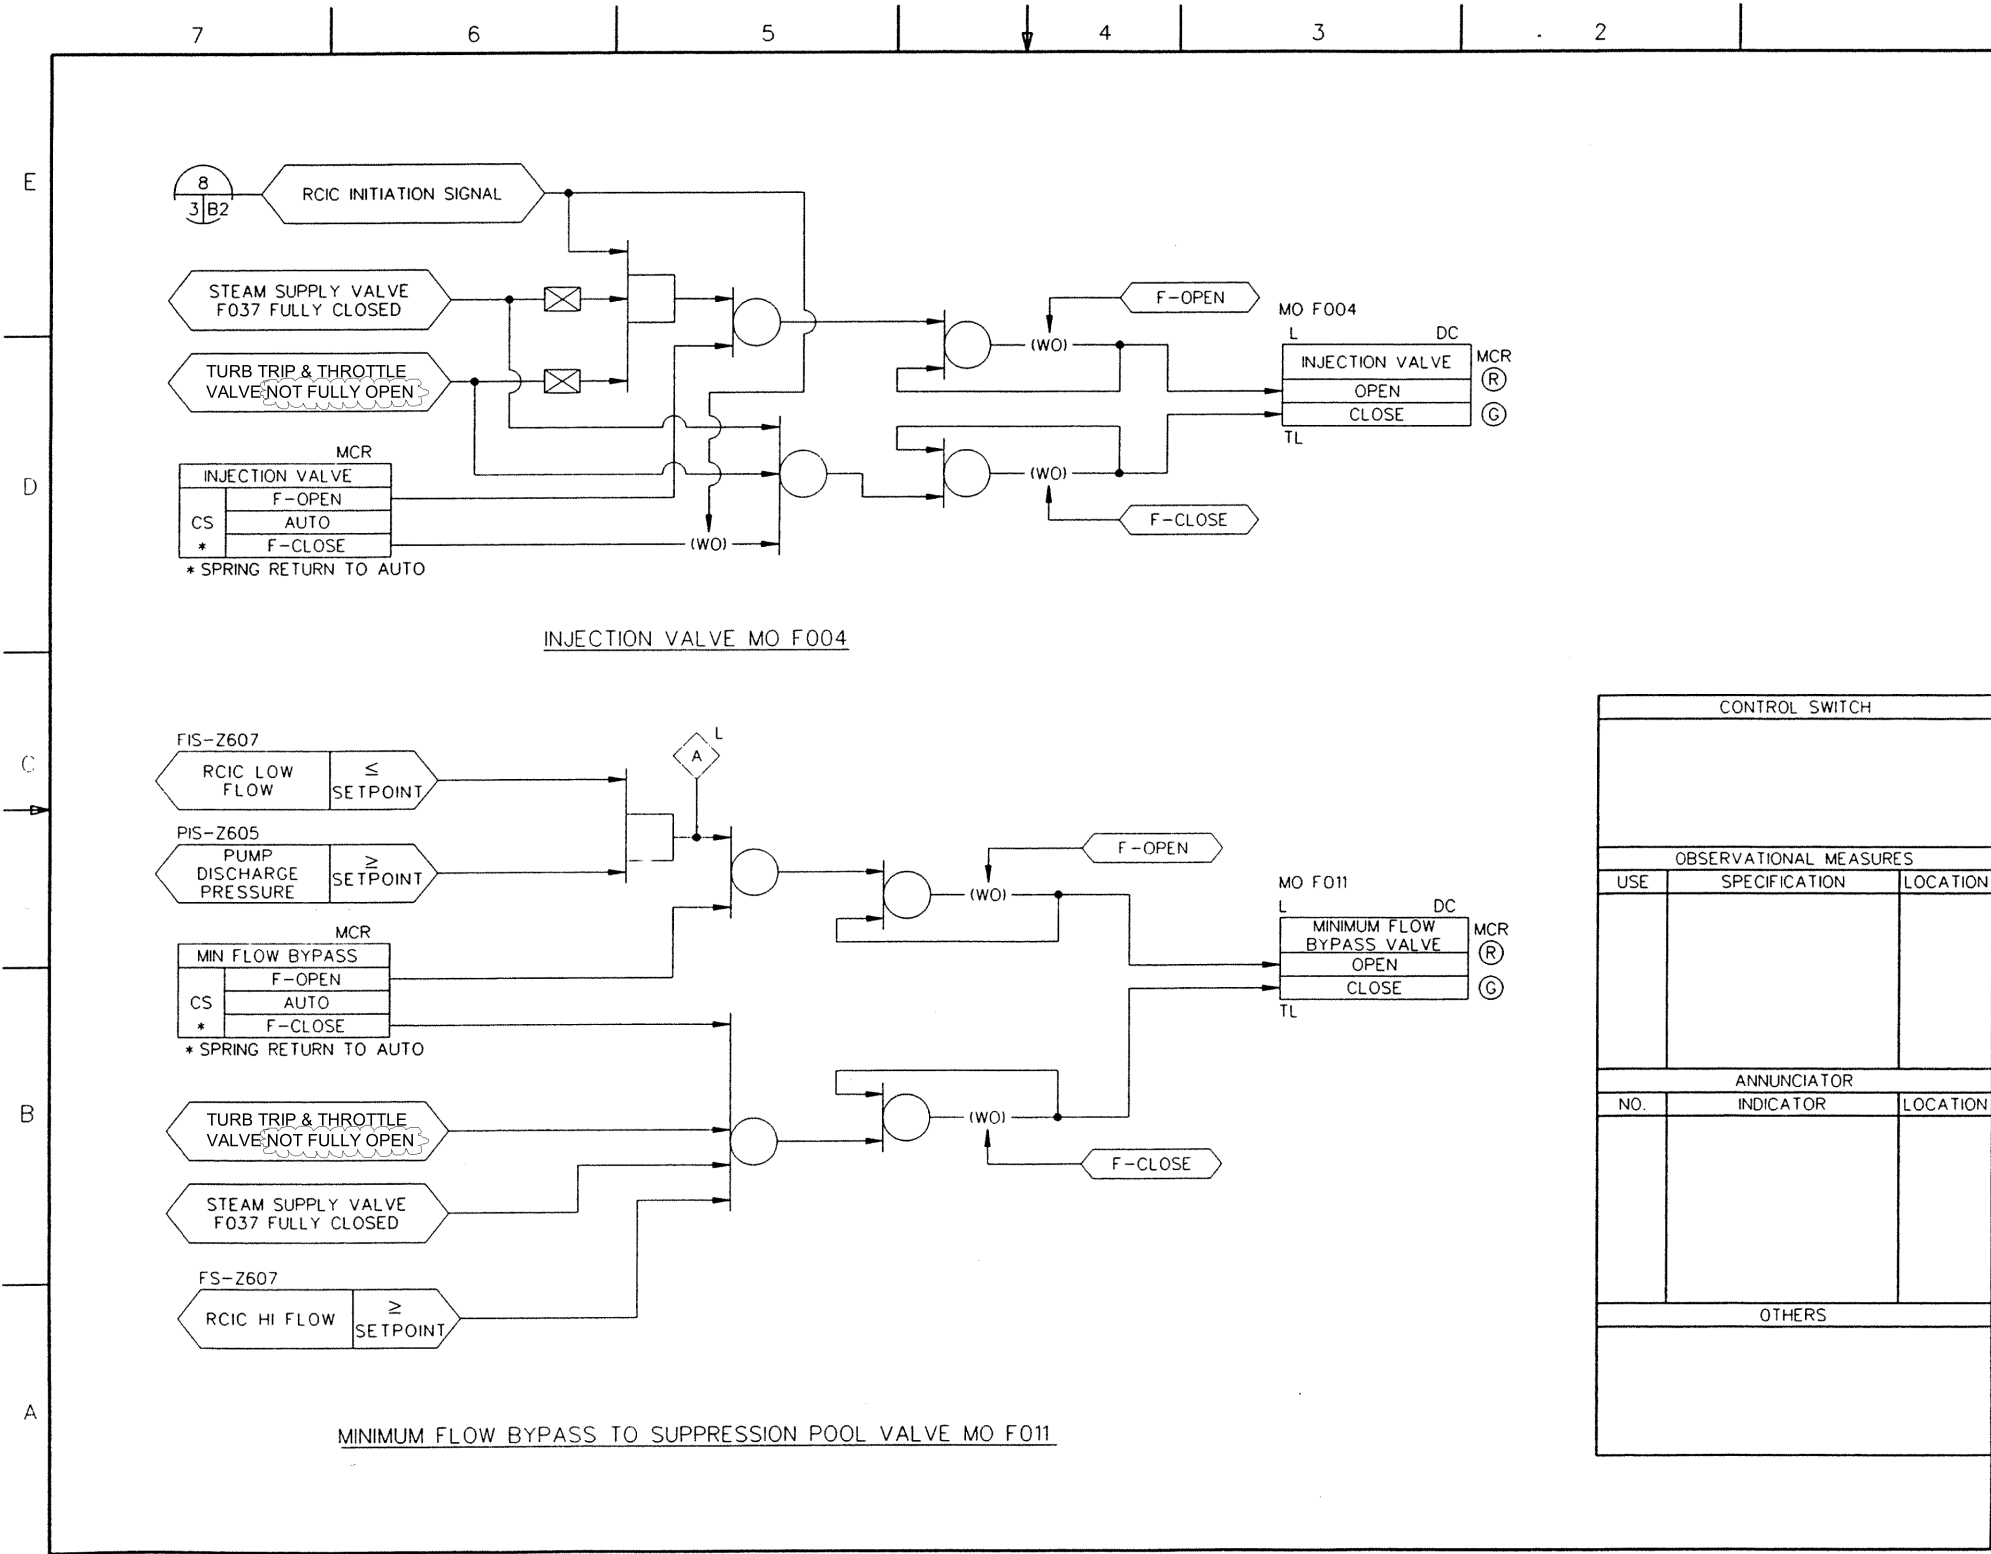 7 6 5 4 3 2
E
8
3 B2
RCIC INITIATION SIGNAL
STEAM SUPPLY VALVE
F037 FULLY CLOSED
TURB TRIP & THROTTLE
VALVE NOT FULLY OPEN
F-OPEN
MO F004
L DC
INJECTION VALVE MCR
OPEN R
CLOSE G
TL
(WO)
(WO)
F-CLOSE
D
MCR
INJECTION VALVE
F-OPEN
CS AUTO
* F-CLOSE
(WO)
* SPRING RETURN TO AUTO
INJECTION VALVE MO F004
C
FIS-Z607
RCIC LOW
FLOW
≤
SETPOINT
A L
PIS-Z605
PUMP
DISCHARGE
PRESSURE
≥
SETPOINT
F-OPEN
(WO)
MO F011
L DC
MINIMUM FLOW
BYPASS VALVE
MCR
OPEN R
CLOSE G
TL
MCR
MIN FLOW BYPASS
F-OPEN
CS AUTO
* F-CLOSE
* SPRING RETURN TO AUTO
B
TURB TRIP & THROTTLE
VALVE NOT FULLY OPEN
(WO)
F-CLOSE
STEAM SUPPLY VALVE
F037 FULLY CLOSED
FS-Z607
RCIC HI FLOW
≥
SETPOINT
A
MINIMUM FLOW BYPASS TO SUPPRESSION POOL VALVE MO F011
CONTROL SWITCH
OBSERVATIONAL MEASURES
USE SPECIFICATION LOCATION
ANNUNCIATOR
NO. INDICATOR LOCATION
OTHERS